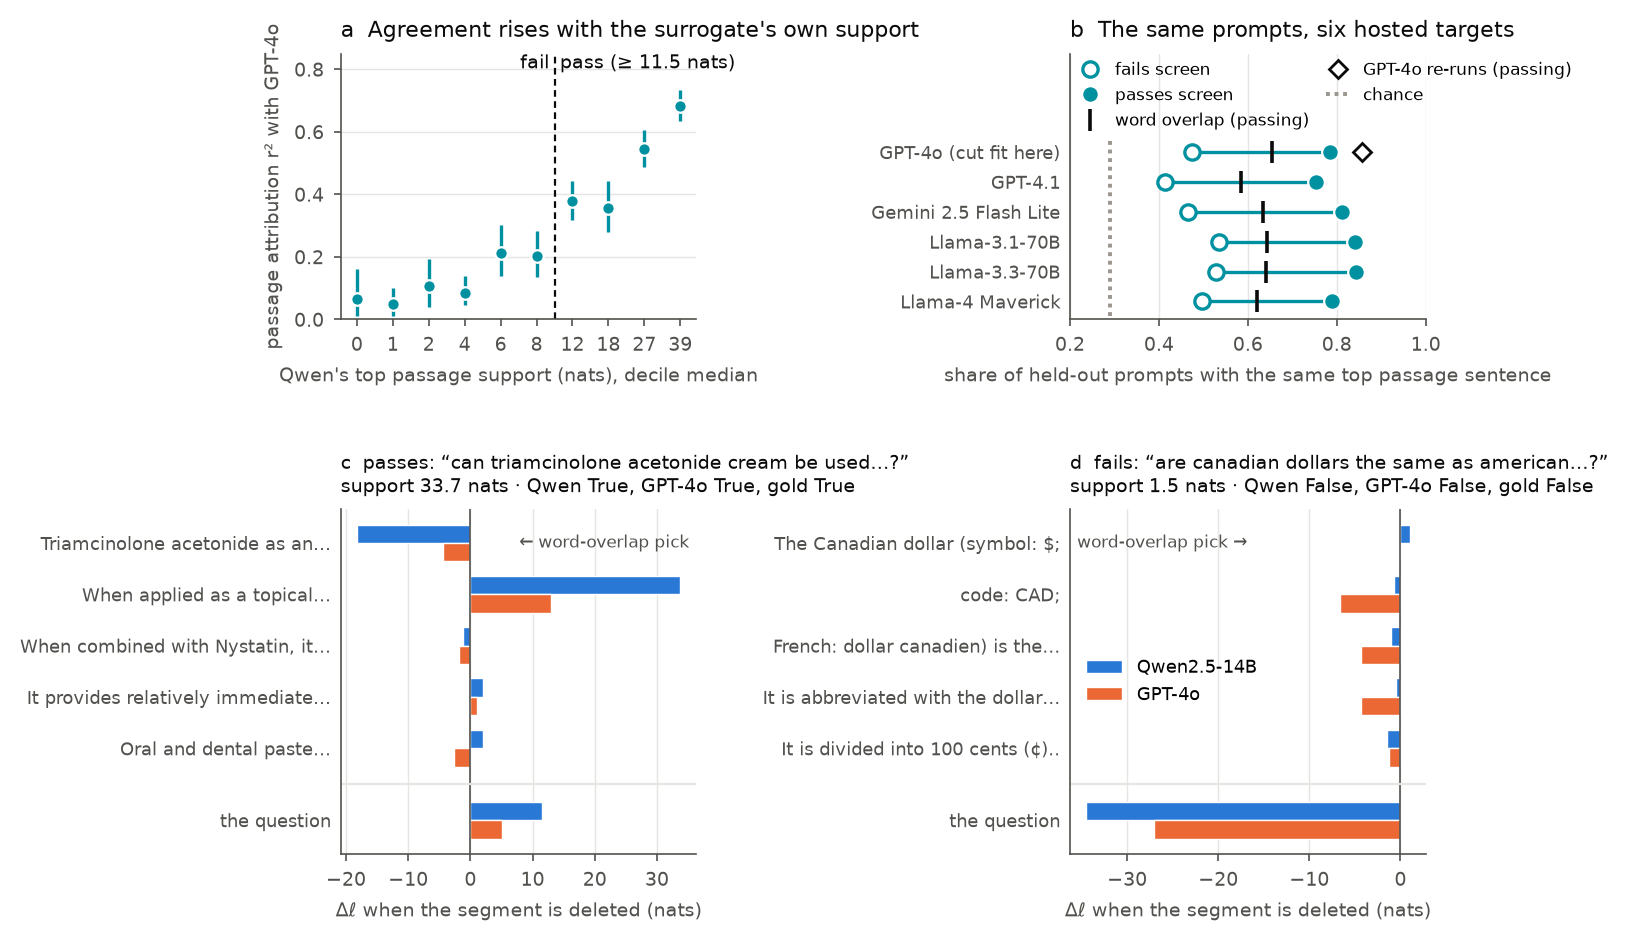 a  Agreement rises with the surrogate's own support
fail  pass (≥ 11.5 nats)
passage attribution r² with GPT-4o
0.8
0.6
0.4
0.2
0.0
0 1 2 4 6 8 12 18 27 39
Qwen's top passage support (nats), decile median
b  The same prompts, six hosted targets
fails screen
passes screen
word overlap (passing)
GPT-4o re-runs (passing)
chance
GPT-4o (cut fit here)
GPT-4.1
Gemini 2.5 Flash Lite
Llama-3.1-70B
Llama-3.3-70B
Llama-4 Maverick
0.2 0.4 0.6 0.8 1.0
share of held-out prompts with the same top passage sentence
c  passes: “can triamcinolone acetonide cream be used…?”
support 33.7 nats · Qwen True, GPT-4o True, gold True
Triamcinolone acetonide as an…
← word-overlap pick
When applied as a topical…
When combined with Nystatin, it…
It provides relatively immediate…
Oral and dental paste…
the question
−20 −10 0 10 20 30
Δℓ when the segment is deleted (nats)
d  fails: “are canadian dollars the same as american…?”
support 1.5 nats · Qwen False, GPT-4o False, gold False
The Canadian dollar (symbol: $;
word-overlap pick →
code: CAD;
French: dollar canadien) is the…
It is abbreviated with the dollar…
It is divided into 100 cents (¢)..
the question
Qwen2.5-14B
GPT-4o
−30 −20 −10 0
Δℓ when the segment is deleted (nats)